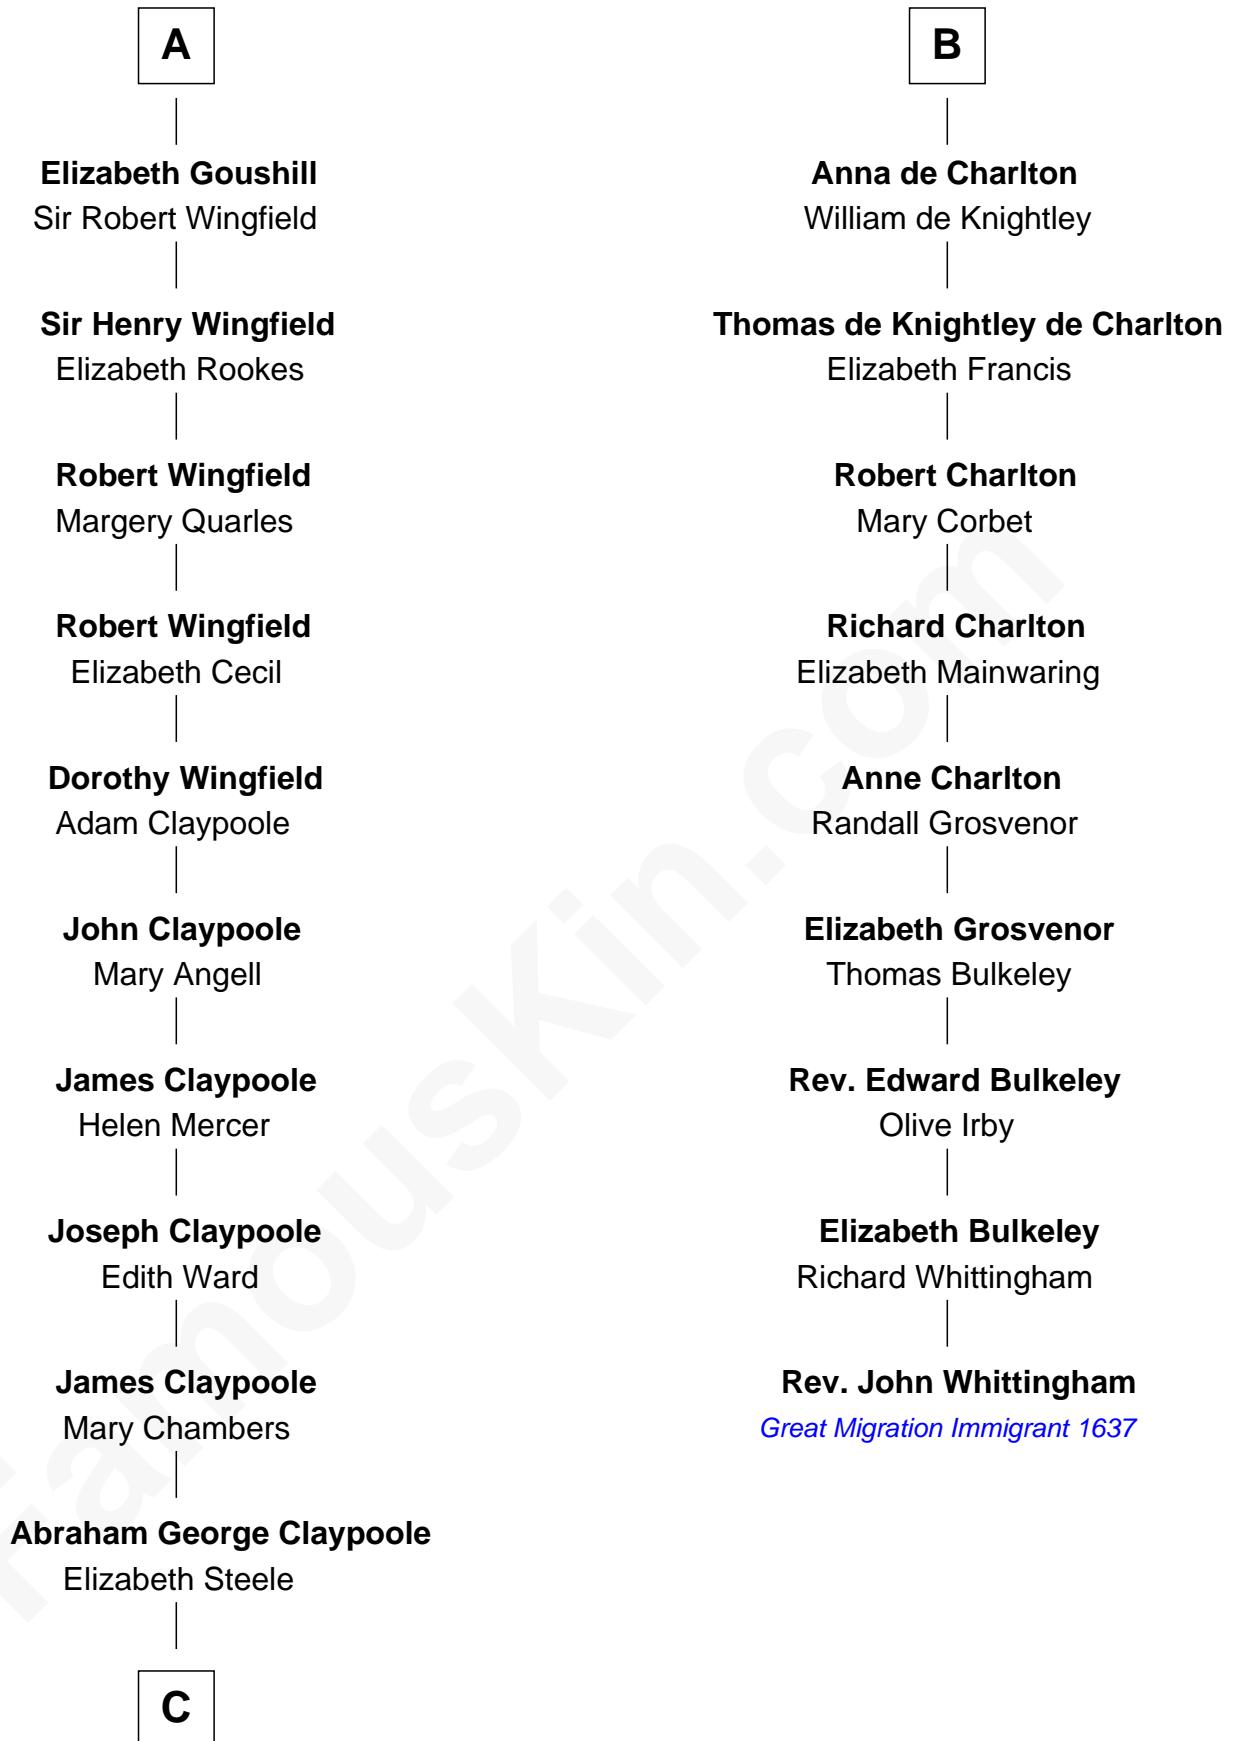 A
Elizabeth Goushill
Sir Robert Wingfield
Sir Henry Wingfield
Elizabeth Rookes
Robert Wingfield
Margery Quarles
Robert Wingfield
Elizabeth Cecil
Dorothy Wingfield
Adam Claypoole
John Claypoole
Mary Angell
James Claypoole
Helen Mercer
Joseph Claypoole
Edith Ward
James Claypoole
Mary Chambers
Abraham George Claypoole
Elizabeth Steele
C
B
Anna de Charlton
William de Knightley
Thomas de Knightley de Charlton
Elizabeth Francis
Robert Charlton
Mary Corbet
Richard Charlton
Elizabeth Mainwaring
Anne Charlton
Randall Grosvenor
Elizabeth Grosvenor
Thomas Bulkeley
Rev. Edward Bulkeley
Olive Irby
Elizabeth Bulkeley
Richard Whittingham
Rev. John Whittingham
Great Migration Immigrant 1637
FamousKin.com